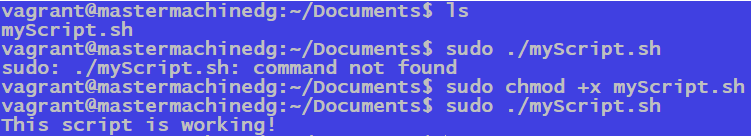 vagrant@mastermachinedg:~/Documents$ ls
myScript.sh
vagrant@mastermachinedg:~/Documents$ sudo ./myScript.sh
sudo: ./myScript.sh: command not found
vagrant@mastermachinedg:~/Documents$ sudo chmod +x myScript.sh
vagrant@mastermachinedg:~/Documents$ sudo ./myScript.sh
This script is working!